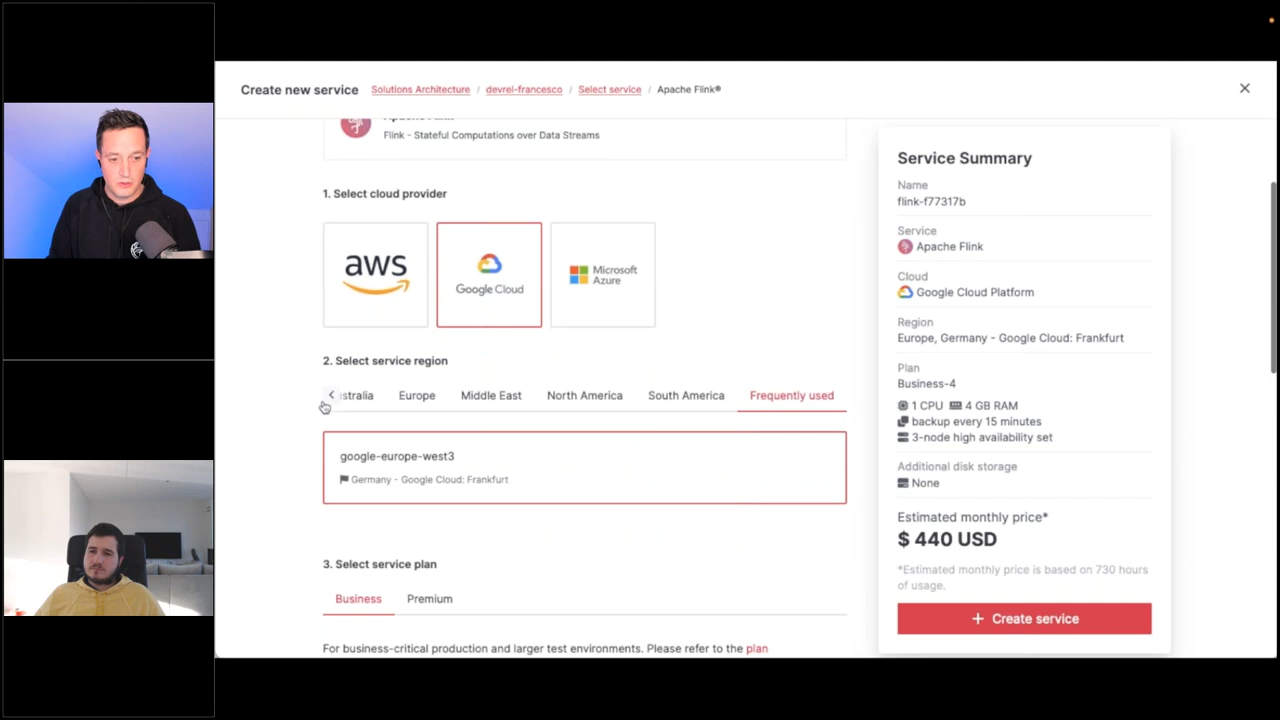 Create new service Solutions Architecture / devrel-francesco / Select service / Apache Flink®
Flink - Stateful Computations over Data Streams
1. Select cloud provider
aws
Google Cloud
Microsoft
Azure
2. Select service region
Europe Middle East North America South America Frequently used
google-europe-west3
Germany - Google Cloud: Frankfurt
3. Select service plan
Business Premium
For business-critical production and larger test environments. Please refer to the plan
Service Summary
Name
flink-f77317b
Service
Apache Flink
Cloud
Google Cloud Platform
Region
Europe, Germany - Google Cloud: Frankfurt
Plan
Business-4
1 CPU 4 GB RAM
backup every 15 minutes
3-node high availability set
Additional disk storage
None
Estimated monthly price*
$ 440 USD
*Estimated monthly price is based on 730 hours
of usage.
+ Create service